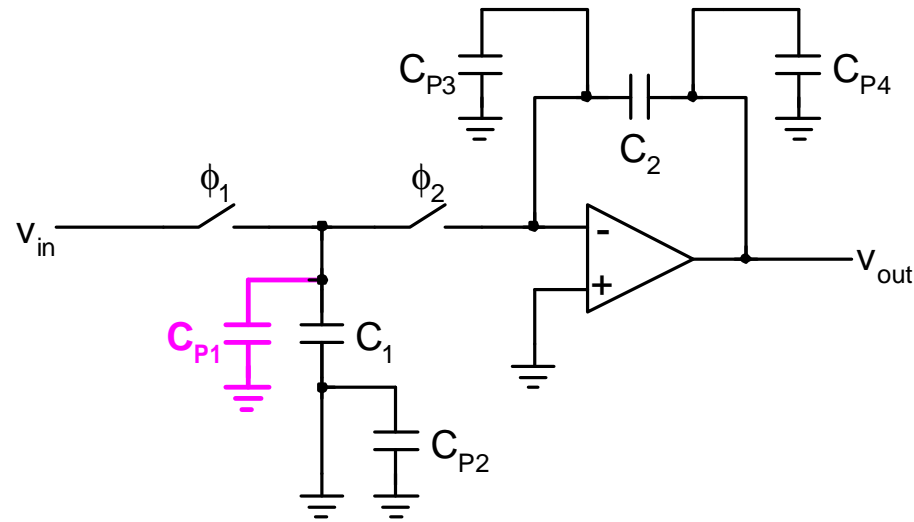 C_P3
C_P4
C_2
ϕ_1
ϕ_2
v_in
-
+
v_out
C_P1
C_1
C_P2